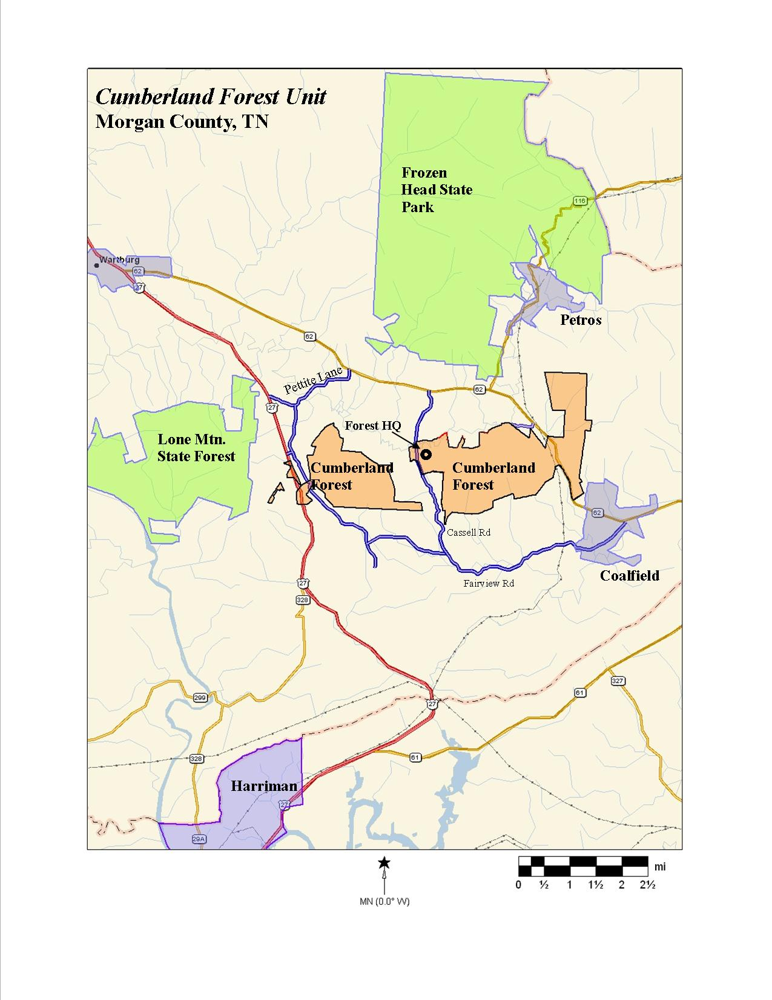 Cumberland Forest Unit
Morgan County, TN
Frozen
Head State
Park
116
Wartburg
62
27
Petros
62
Pettite Lane
62
27
Forest HQ
Lone Mtn.
State Forest
Cumberland
Forest
Cumberland
Forest
62
Cassell Rd
Coalfield
Fairview Rd
27
328
327
61
299
27
328
61
Harriman
27
29A
mi
0 ½ 1 1½ 2 2½
MN (0.0° W)